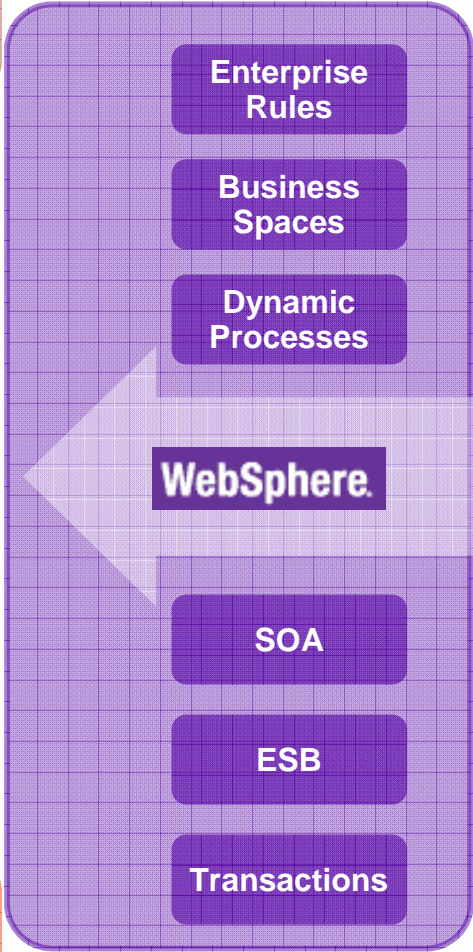 Enterprise
Rules
Business
Spaces
Dynamic
Processes
WebSphere.
SOA
ESB
Transactions